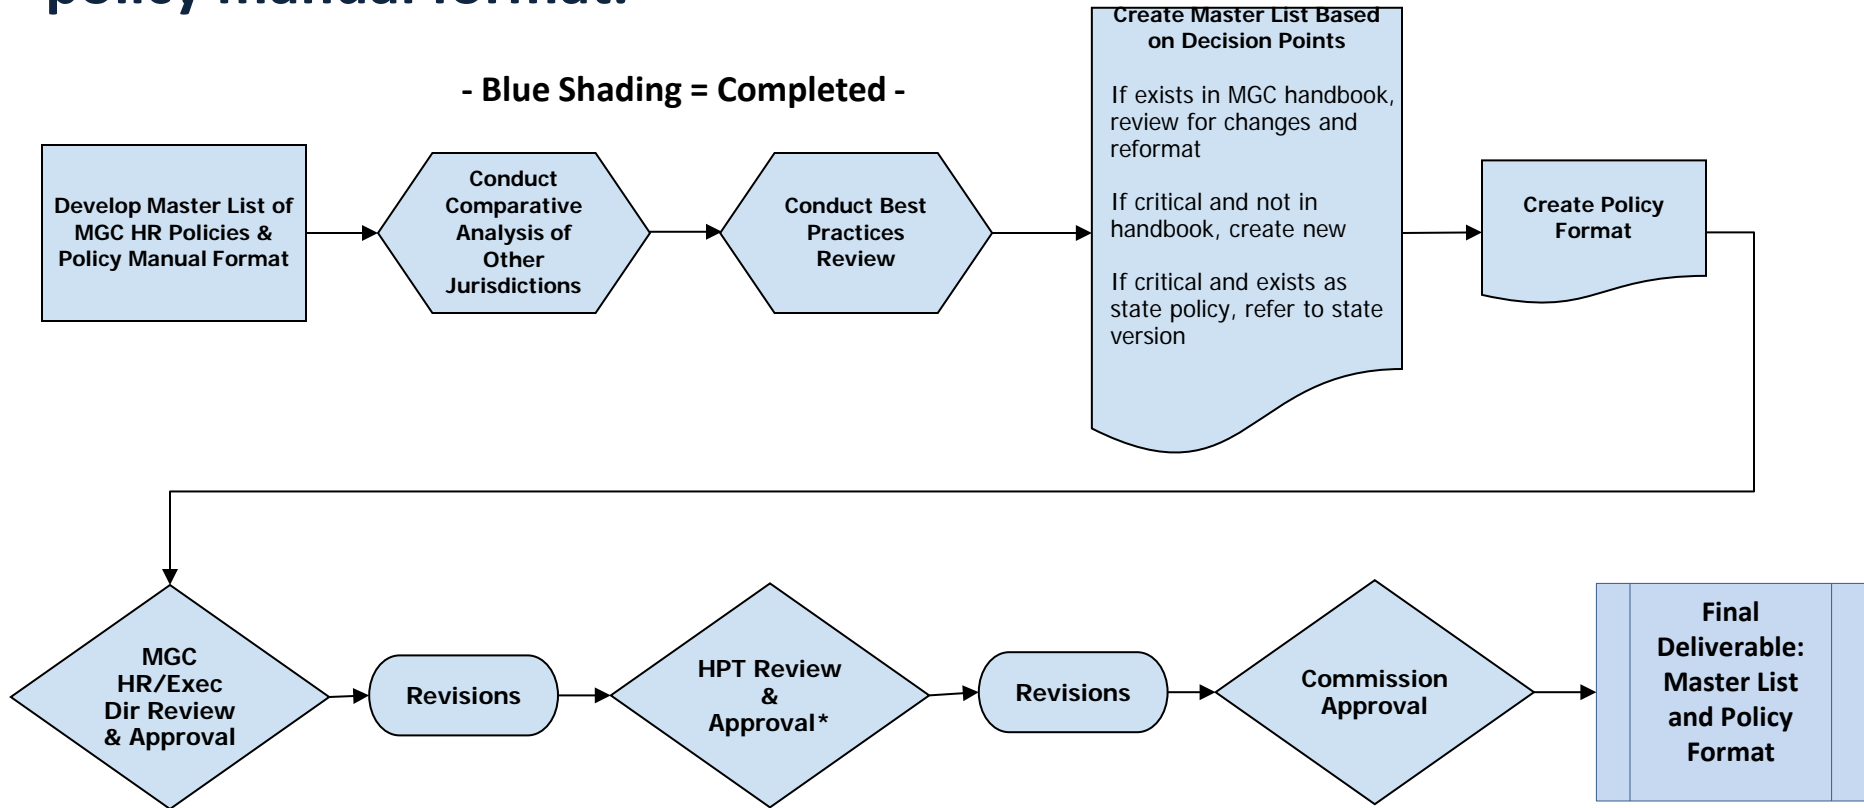 policy manual format.
- Blue Shading = Completed -
Develop Master List of
MGC HR Policies &
Policy Manual Format
Conduct
Comparative
Analysis of
Other
Jurisdictions
Conduct Best
Practices
Review
Create Master List Based
on Decision Points
If exists in MGC handbook,
review for changes and
reformat
If critical and not in
handbook, create new
If critical and exists as
state policy, refer to state
version
Create Policy
Format
MGC
HR/Exec
Dir Review
& Approval
Revisions
HPT Review
&
Approval*
Revisions
Commission
Approval
Final
Deliverable:
Master List
and Policy
Format